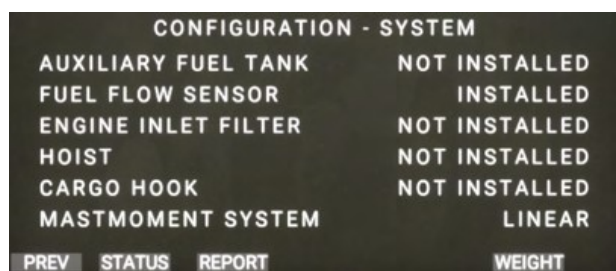 CONFIGURATION - SYSTEM
AUXILIARY FUEL TANK NOT INSTALLED
FUEL FLOW SENSOR INSTALLED
ENGINE INLET FILTER NOT INSTALLED
HOIST NOT INSTALLED
CARGO HOOK NOT INSTALLED
MASTMOMENT SYSTEM LINEAR
PREV STATUS REPORT WEIGHT